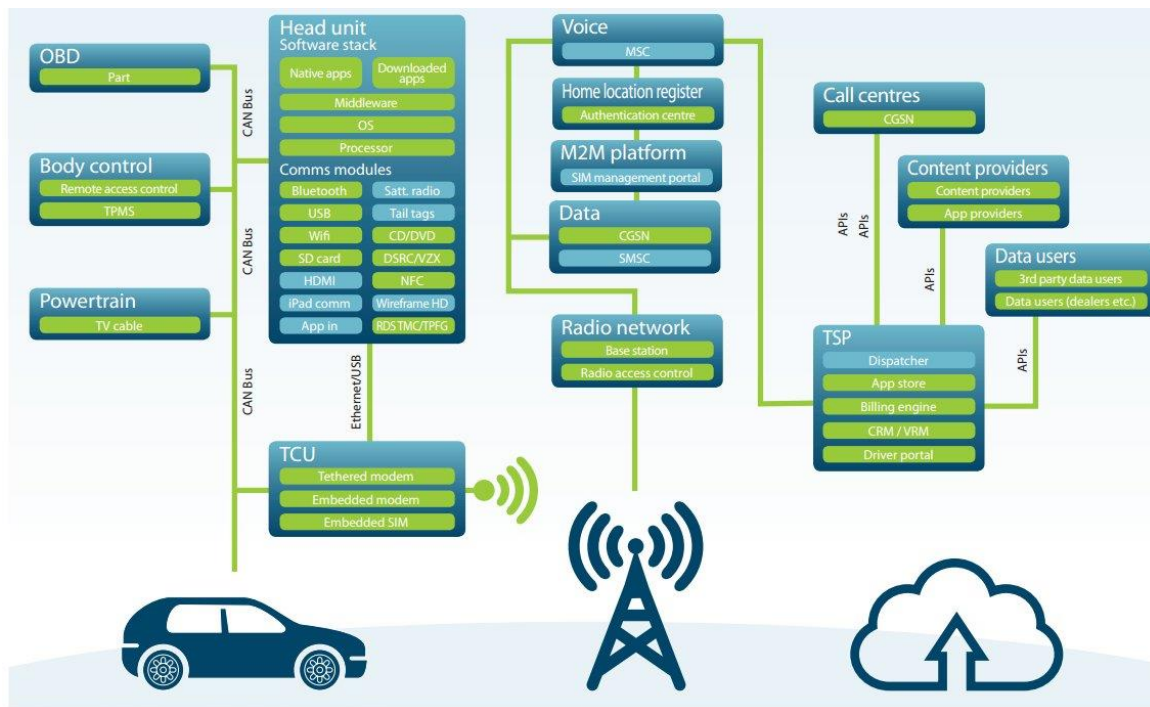 OBD
Part
CAN Bus
Body control
Remote access control
TPMS
CAN Bus
Powertrain
TV cable
CAN Bus
Head unit
Software stack
Native apps
Downloaded
apps
Middleware
OS
Processor
Comms modules
Bluetooth
Satt. radio
USB
Tail tags
Wifi
CD/DVD
SD card
DSRC/VZX
HDMI
NFC
iPad comm
Wireframe HD
App in
RDS TMC/TPFG
Ethernet/USB
TCU
Tethered modem
Embedded modem
Embedded SIM
Voice
MSC
Home location register
Authentication centre
M2M platform
SIM management portal
Data
CGSN
SMSC
Radio network
Base station
Radio access control
Call centres
CGSN
APIs
APIs
Content providers
Content providers
App providers
APIs
Data users
3rd party data users
Data users (dealers etc.)
APIs
TSP
Dispatcher
App store
Billing engine
CRM / VRM
Driver portal